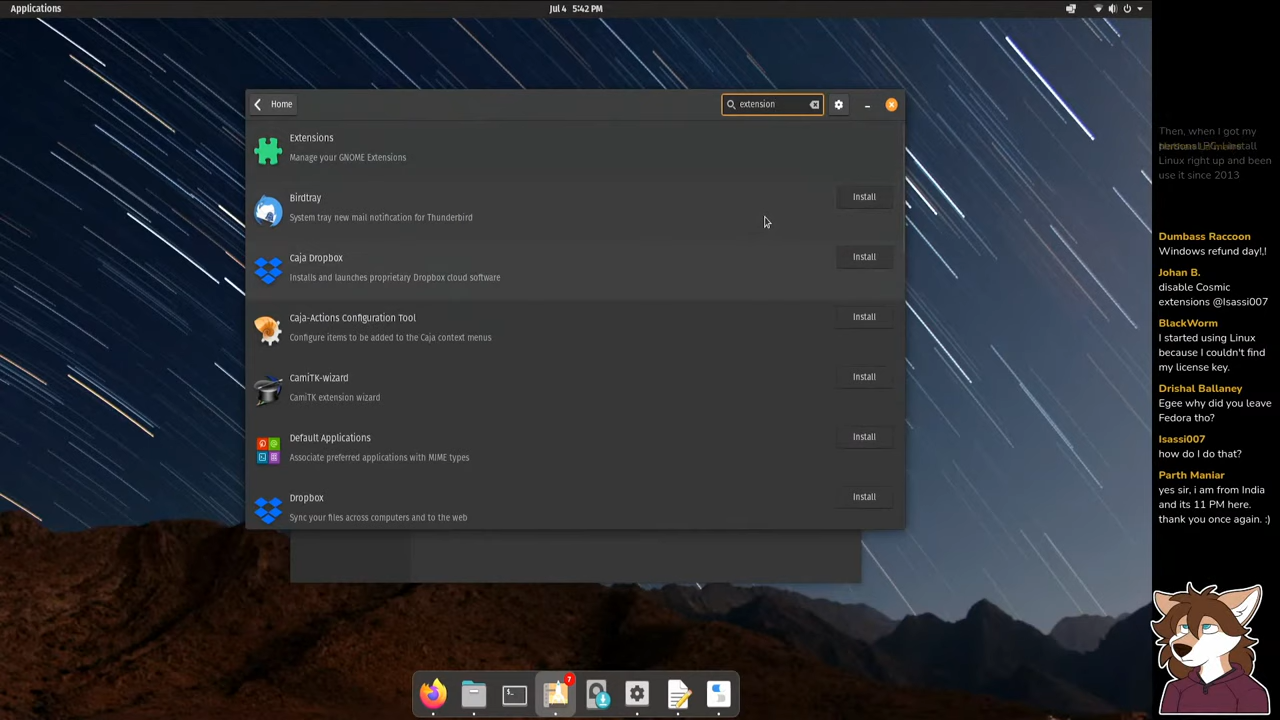 Applications
Jul 4 5:42 PM
Home
extension
Extensions
Manage your GNOME Extensions
Birdtray
System tray new mail notification for Thunderbird
Install
Caja Dropbox
Installs and launches proprietary Dropbox cloud software
Install
Caja-Actions Configuration Tool
Configure items to be added to the Caja context menus
Install
CamiTK-wizard
CamiTK extension wizard
Install
Default Applications
Associate preferred applications with MIME types
Install
Dropbox
Sync your files across computers and to the web
Install
7
Then, when I got my
Linux right up and been
use it since 2013
Dumbass Raccoon
Windows refund day!,!
Johan B.
disable Cosmic
extensions @Isassi007
BlackWorm
I started using Linux
because I couldn't find
my license key.
Drishal Ballaney
Egee why did you leave
Fedora tho?
Isassi007
how do I do that?
Parth Maniar
yes sir, i am from India
and its 11 PM here.
thank you once again. :)